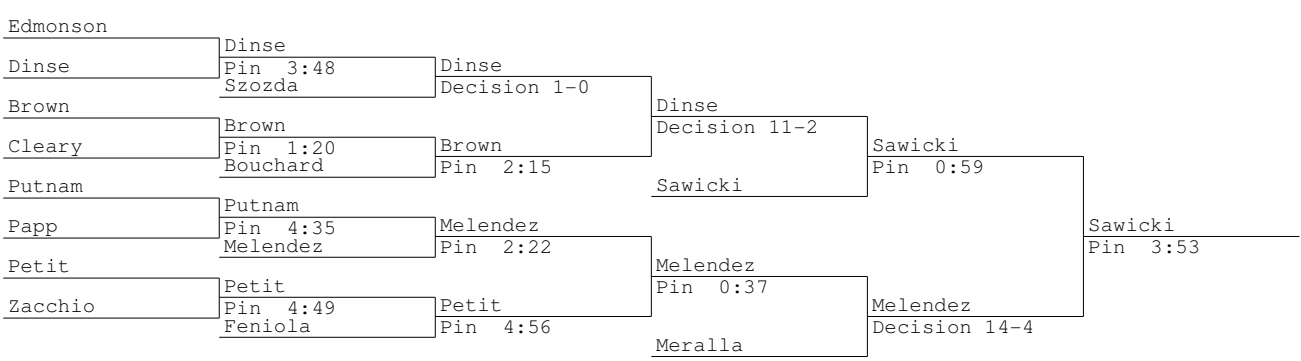 Edmonson
Dinse
Dinse
Pin 3:48
Szozda
Dinse
Decision 1-0
Brown
Cleary
Brown
Pin 1:20
Bouchard
Brown
Pin 2:15
Dinse
Decision 11-2
Sawicki
Sawicki
Pin 0:59
Putnam
Papp
Putnam
Pin 4:35
Melendez
Melendez
Pin 2:22
Petit
Zacchio
Petit
Pin 4:49
Feniola
Petit
Pin 4:56
Melendez
Pin 0:37
Meralla
Melendez
Decision 14-4
Sawicki
Pin 3:53